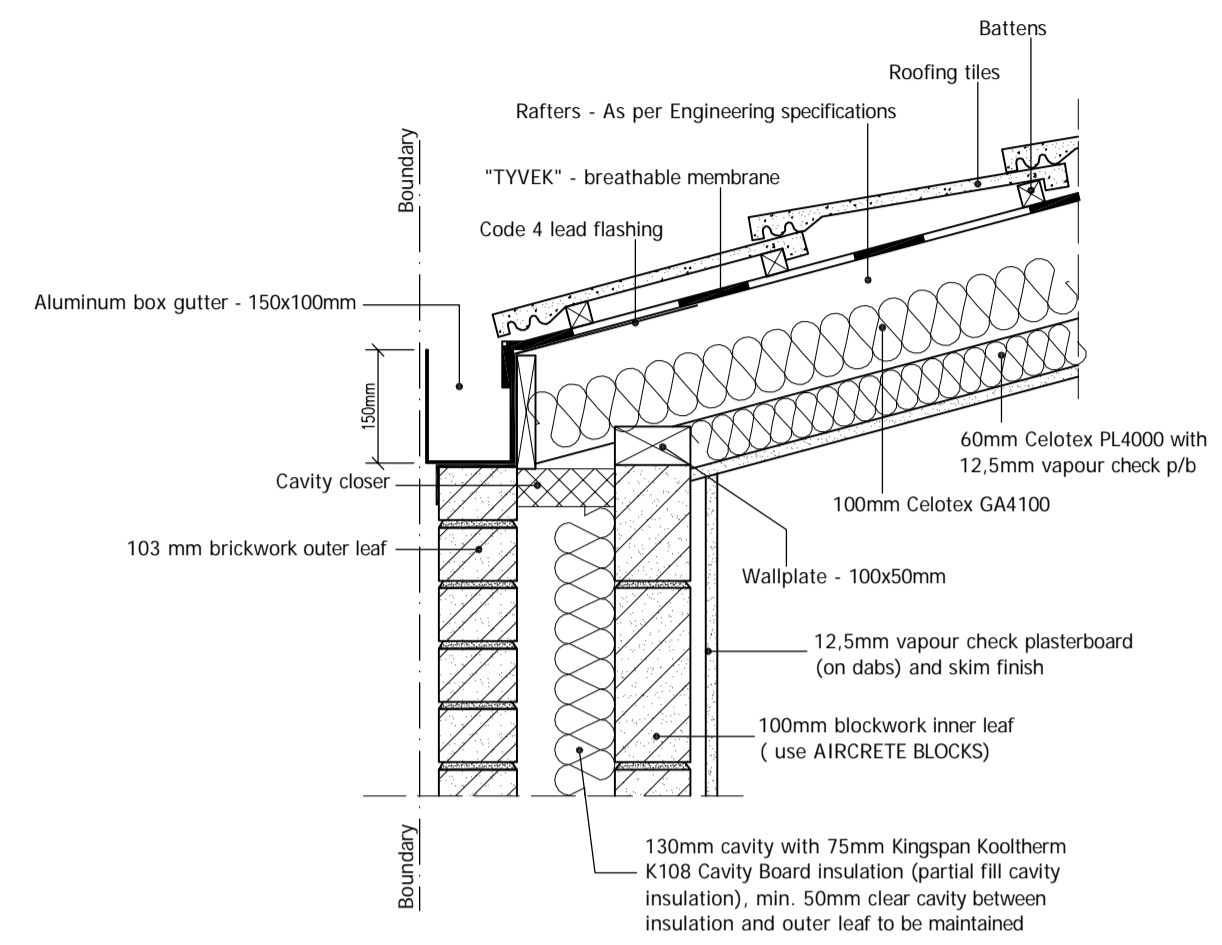 Battens
Roofing tiles
Rafters - As per Engineering specifications
"TYVEK" - breathable membrane
Code 4 lead flashing
Boundary
Aluminum box gutter - 150x100mm
150mm
60mm Celotex PL4000 with
12,5mm vapour check p/b
Cavity closer
100mm Celotex GA4100
103 mm brickwork outer leaf
Wallplate - 100x50mm
12,5mm vapour check plasterboard
(on dabs) and skim finish
100mm blockwork inner leaf
( use AIRCRETE BLOCKS)
Boundary
130mm cavity with 75mm Kingspan Kooltherm
K108 Cavity Board insulation (partial fill cavity
insulation), min. 50mm clear cavity between
insulation and outer leaf to be maintained